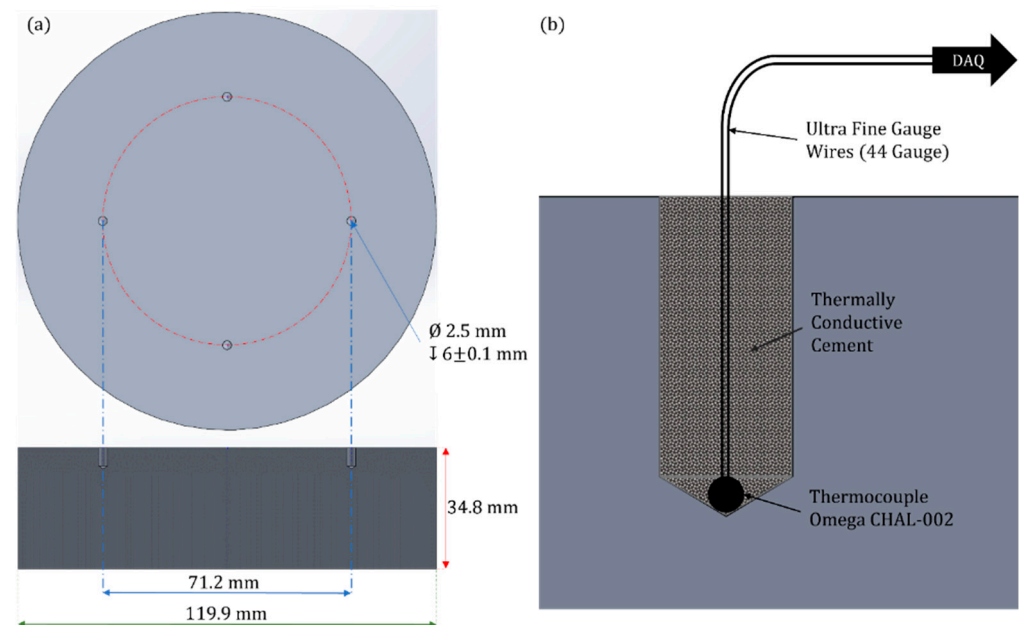 (a)
Ø 2.5 mm
↧ 6±0.1 mm
34.8 mm
71.2 mm
119.9 mm
(b)
DAQ
Ultra Fine Gauge
Wires (44 Gauge)
Thermally
Conductive
Cement
Thermocouple
Omega CHAL-002